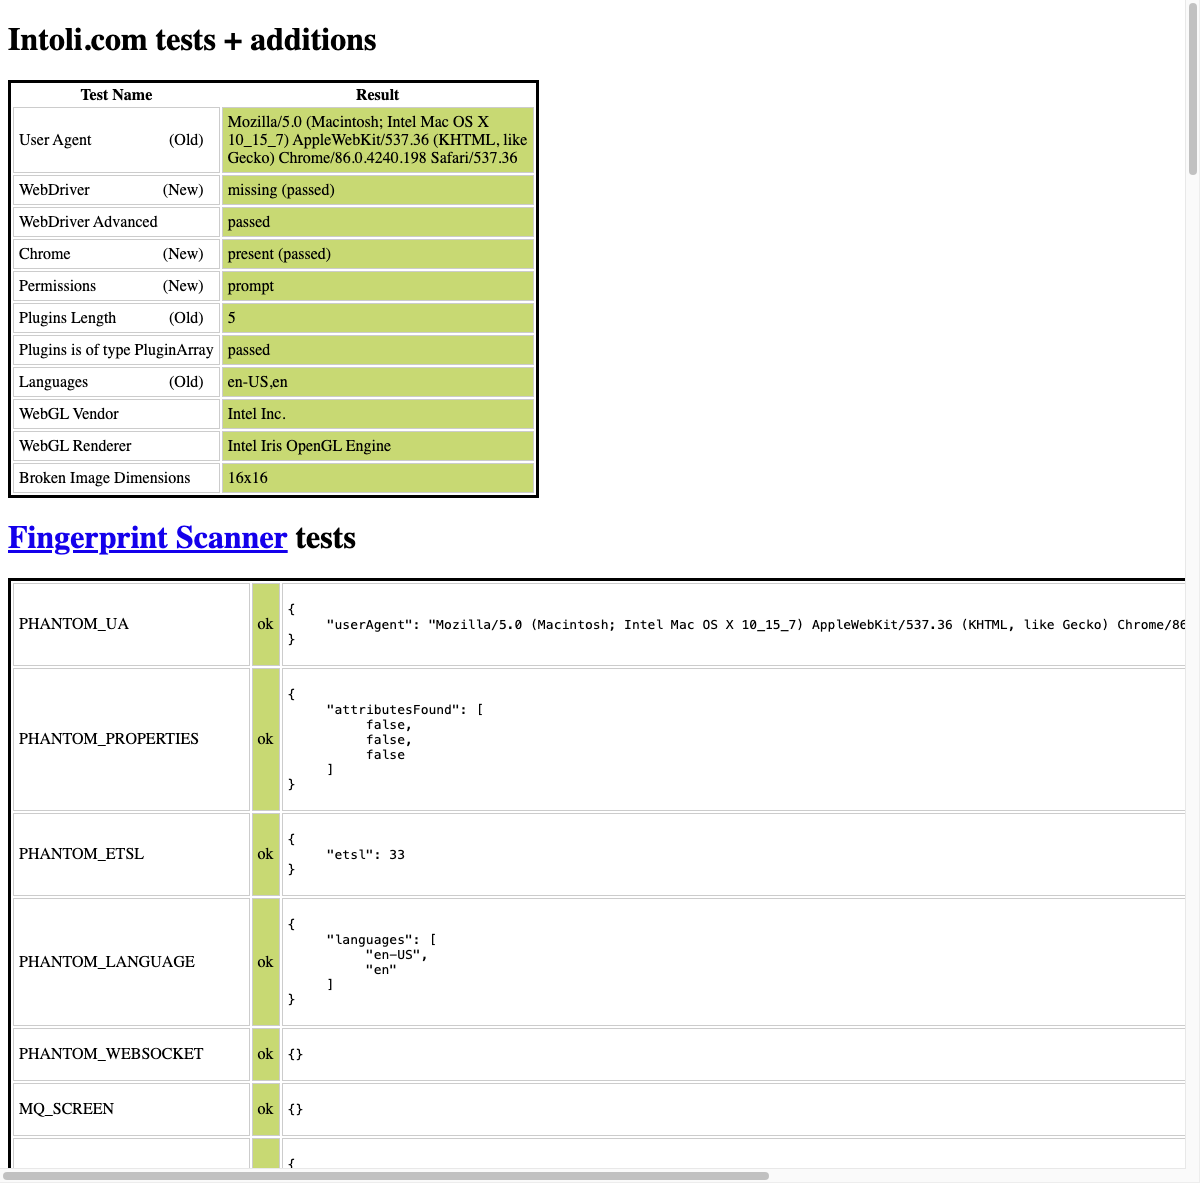 Intoli.com tests + additions
Test Name Result
User Agent (Old) Mozilla/5.0 (Macintosh; Intel Mac OS X
10_15_7) AppleWebKit/537.36 (KHTML, like
Gecko) Chrome/86.0.4240.198 Safari/537.36
WebDriver (New) missing (passed)
WebDriver Advanced passed
Chrome (New) present (passed)
Permissions (New) prompt
Plugins Length (Old) 5
Plugins is of type PluginArray passed
Languages (Old) en-US,en
WebGL Vendor Intel Inc.
WebGL Renderer Intel Iris OpenGL Engine
Broken Image Dimensions 16x16
Fingerprint Scanner tests
PHANTOM_UA ok {
"userAgent": "Mozilla/5.0 (Macintosh; Intel Mac OS X 10_15_7) AppleWebKit/537.36 (KHTML, like Gecko) Chrome/86
}
PHANTOM_PROPERTIES ok {
"attributesFound": [
false,
false,
false
]
}
PHANTOM_ETSL ok {
"etsl": 33
}
PHANTOM_LANGUAGE ok {
"languages": [
"en-US",
"en"
]
}
PHANTOM_WEBSOCKET ok {}
MQ_SCREEN ok {}
{